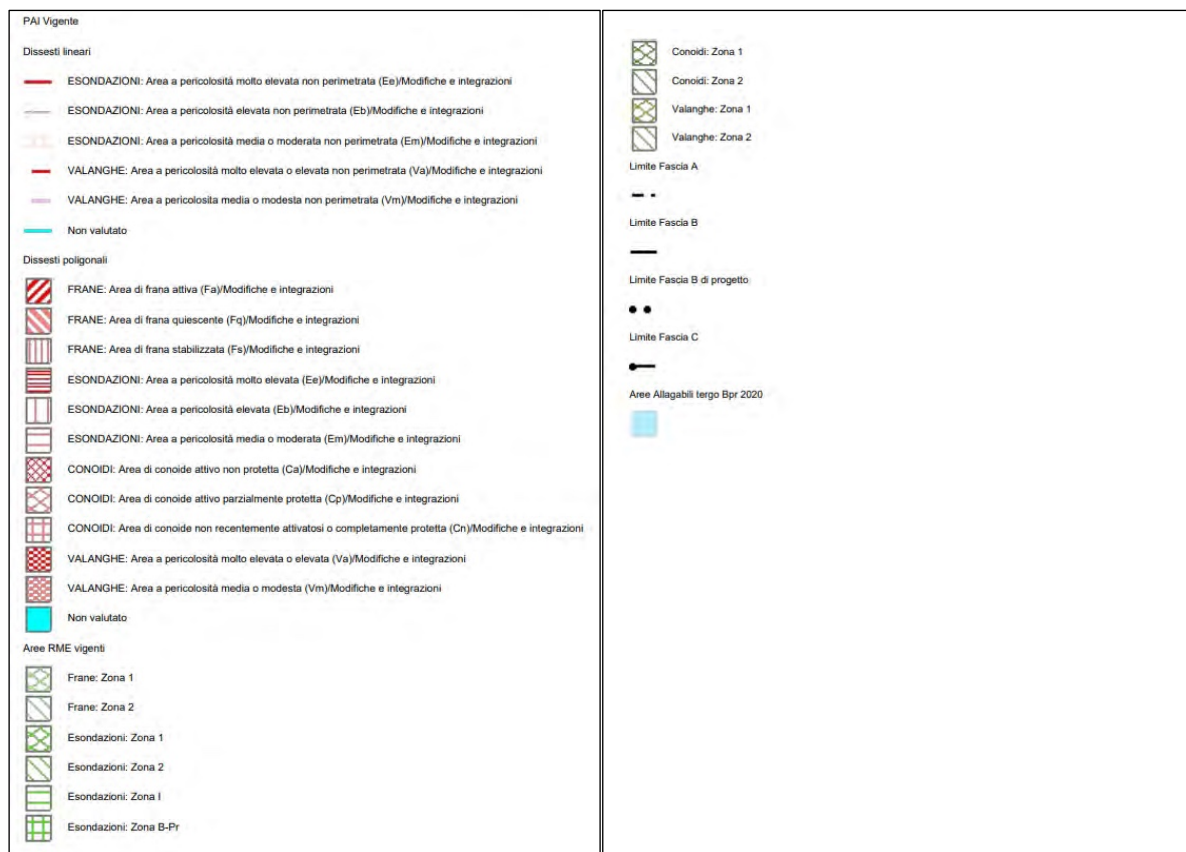 PAI Vigente
Dissesti lineari
ESONDAZIONI: Area a pericolosità molto elevata non perimetrata (Ee)/Modifiche e integrazioni
ESONDAZIONI: Area a pericolosità elevata non perimetrata (Eb)/Modifiche e integrazioni
ESONDAZIONI: Area a pericolosità media o moderata non perimetrata (Em)/Modifiche e integrazioni
VALANGHE: Area a pericolosità molto elevata o elevata non perimetrata (Va)/Modifiche e integrazioni
VALANGHE: Area a pericolosita media o modesta non perimetrata (Vm)/Modifiche e integrazioni
Non valutato
Dissesti poligonali
FRANE: Area di frana attiva (Fa)/Modifiche e integrazioni
FRANE: Area di frana quiescente (Fq)/Modifiche e integrazioni
FRANE: Area di frana stabilizzata (Fs)/Modifiche e integrazioni
ESONDAZIONI: Area a pericolosità molto elevata (Ee)/Modifiche e integrazioni
ESONDAZIONI: Area a pericolosità elevata (Eb)/Modifiche e integrazioni
ESONDAZIONI: Area a pericolosità media o moderata (Em)/Modifiche e integrazioni
CONOIDI: Area di conoide attivo non protetta (Ca)/Modifiche e integrazioni
CONOIDI: Area di conoide attivo parzialmente protetta (Cp)/Modifiche e integrazioni
CONOIDI: Area di conoide non recentemente attivatosi o completamente protetta (Cn)/Modifiche e integrazioni
VALANGHE: Area a pericolosità molto elevata o elevata (Va)/Modifiche e integrazioni
VALANGHE: Area a pericolosità media o modesta (Vm)/Modifiche e integrazioni
Non valutato
Aree RME vigenti
Frane: Zona 1
Frane: Zona 2
Esondazioni: Zona 1
Esondazioni: Zona 2
Esondazioni: Zona I
Esondazioni: Zona B-Pr
Conoidi: Zona 1
Conoidi: Zona 2
Valanghe: Zona 1
Valanghe: Zona 2
Limite Fascia A
Limite Fascia B
Limite Fascia B di progetto
Limite Fascia C
Aree Allagabili tergo Bpr 2020